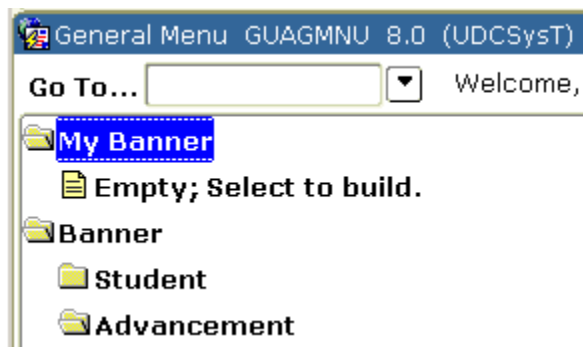 General Menu GUAGMNU 8.0 (UDCSysT)
Go To... Welcome,
My Banner
Empty; Select to build.
Banner
Student
Advancement